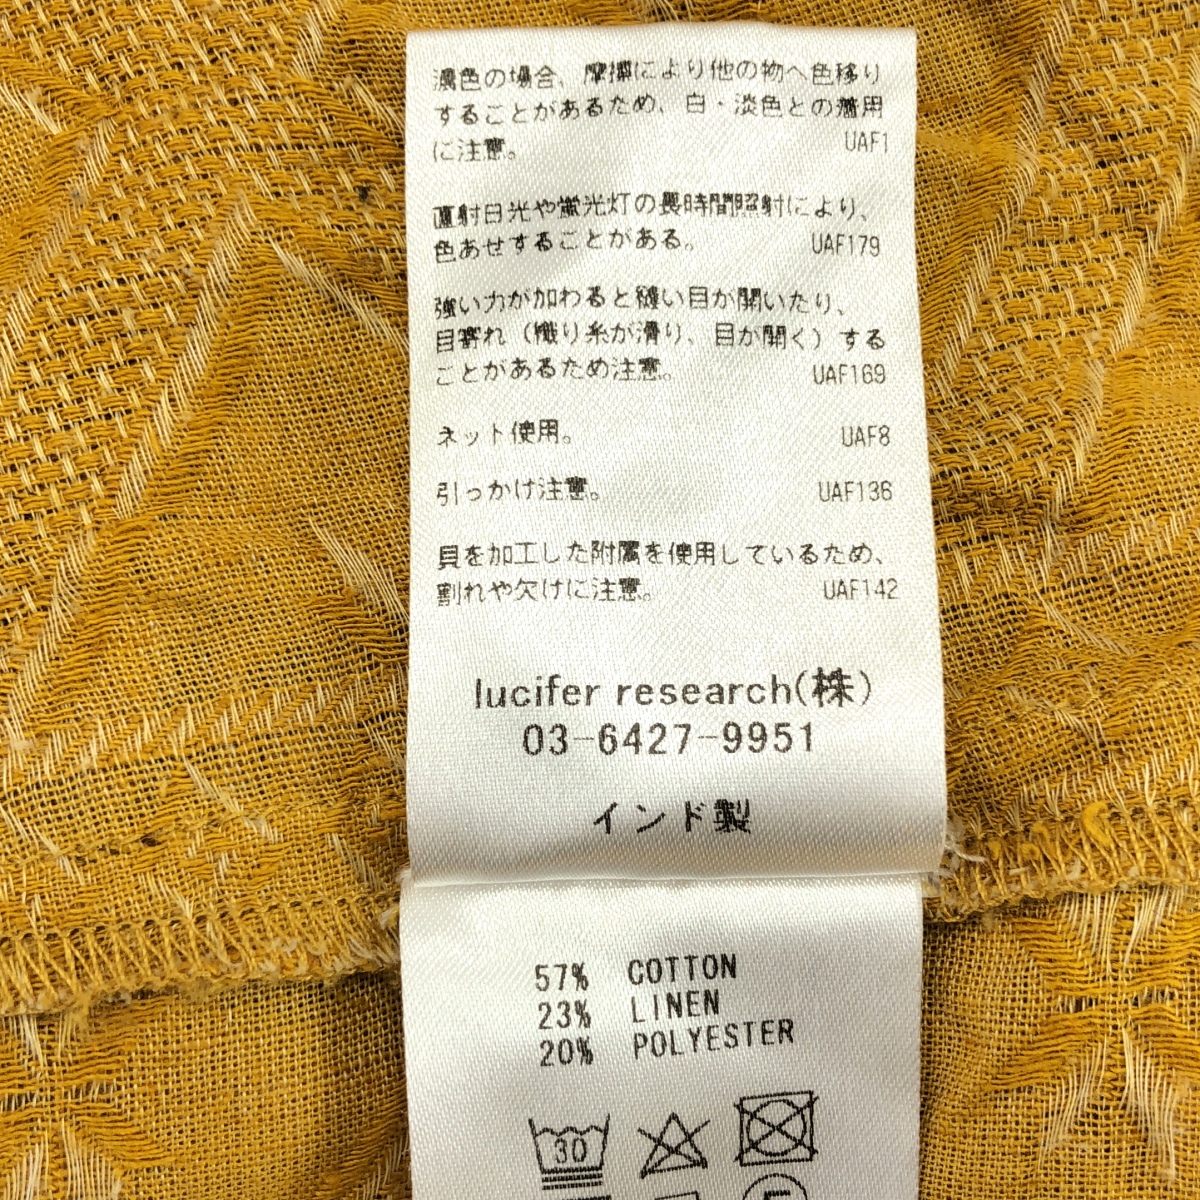 濃色の場合、摩擦により他の物へ色移り
することがあるため、白・淡色との着用
に注意。 UAF1
直射日光や蛍光灯の長時間照射により、
色あせすることがある。 UAF179
強い力が加わると縫い目が開いたり、
目寄れ（織り糸が滑り、目が開く）する
ことがあるため注意。 UAF169
ネット使用。 UAF8
引っかけ注意。 UAF136
貝を加工した附属を使用しているため、
割れや欠けに注意。 UAF142
lucifer research(株)
03-6427-9951
インド製
57% COTTON
23% LINEN
20% POLYESTER
30